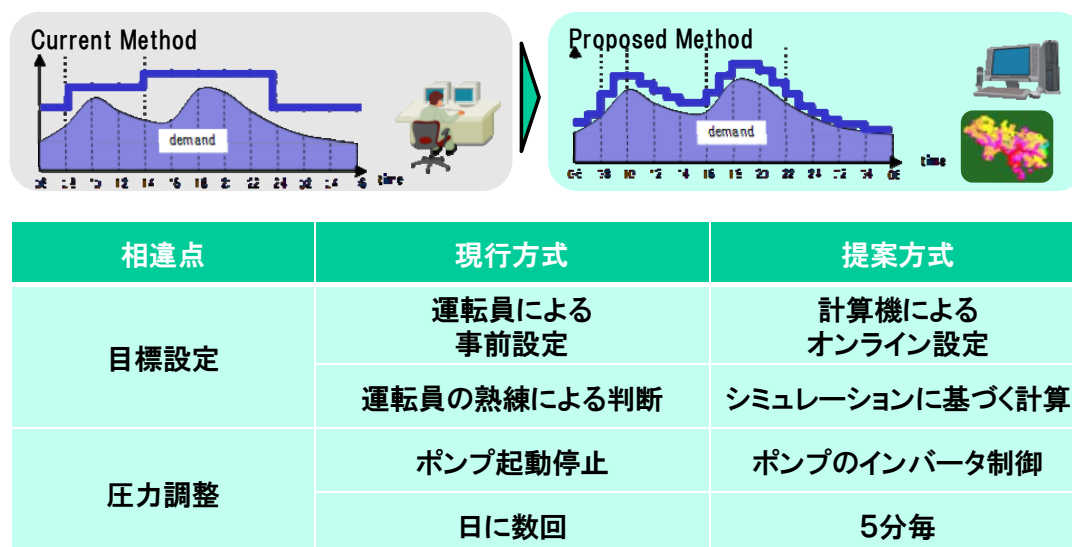 Current Method
demand
time
Proposed Method
demand
time
相違点
現行方式
提案方式
目標設定
運転員による
事前設定
計算機による
オンライン設定
運転員の熟練による判断
シミュレーションに基づく計算
圧力調整
ポンプ起動停止
ポンプのインバータ制御
日に数回
5分毎